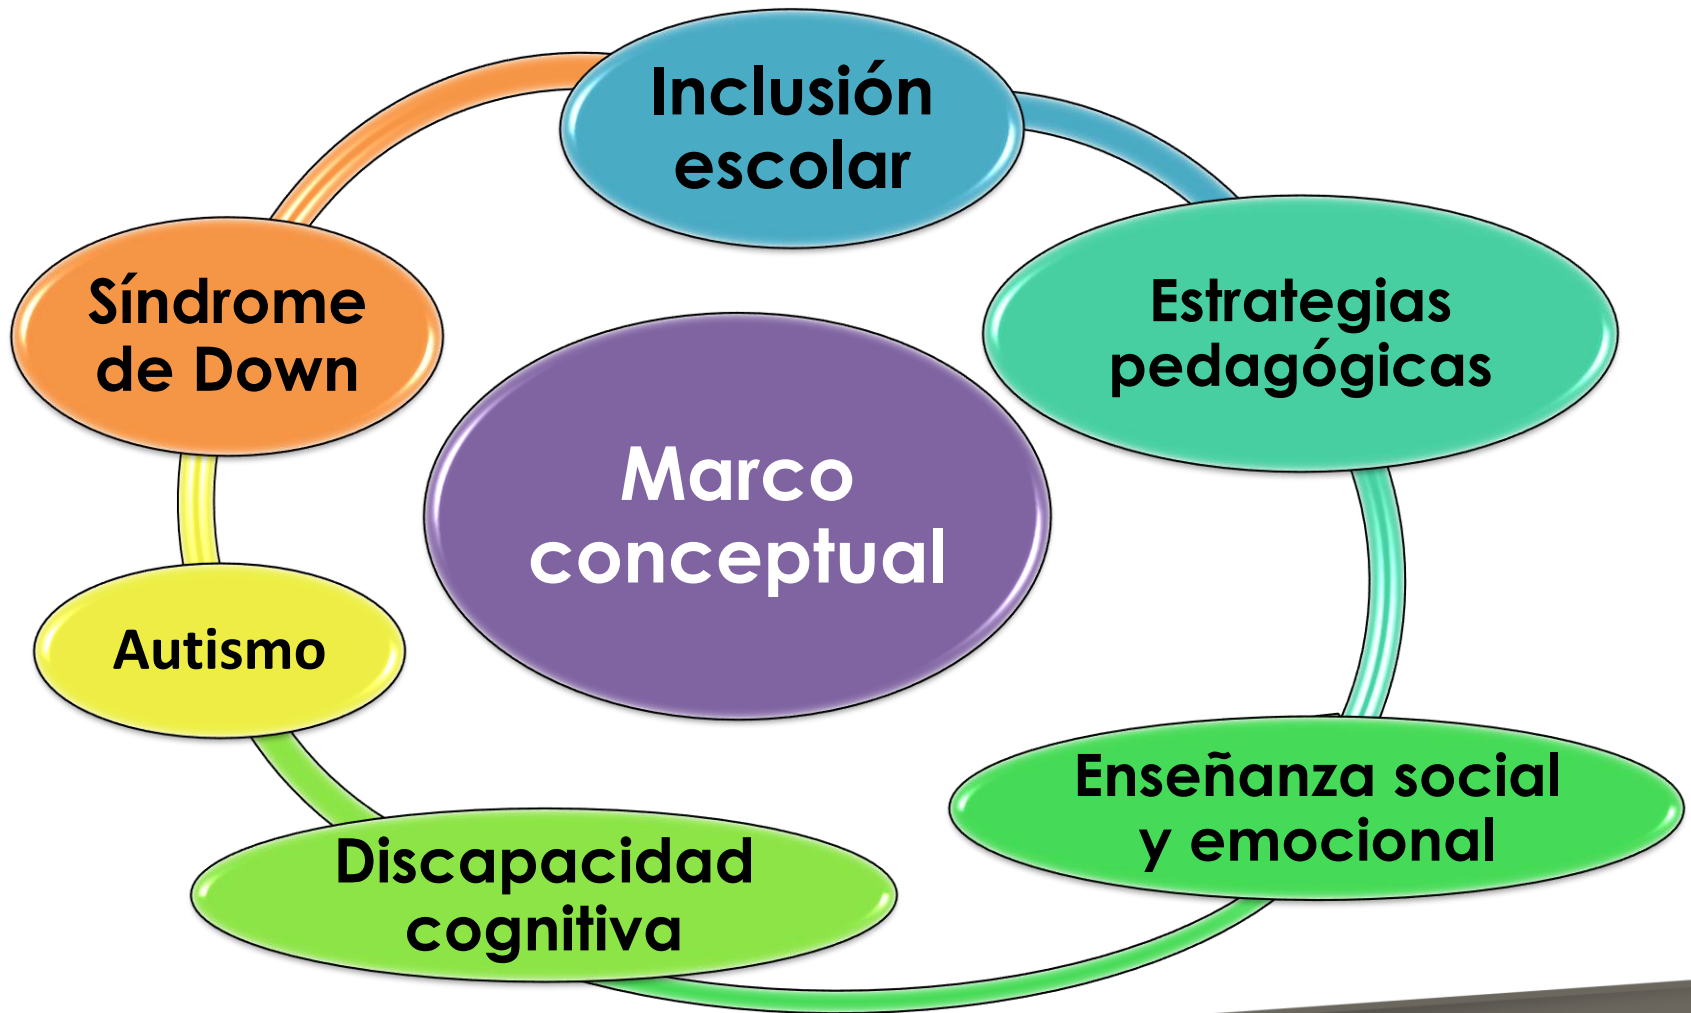 Inclusión
escolar
Estrategias
pedagógicas
Enseñanza social
y emocional
Discapacidad
cognitiva
Autismo
Síndrome
de Down
Marco
conceptual